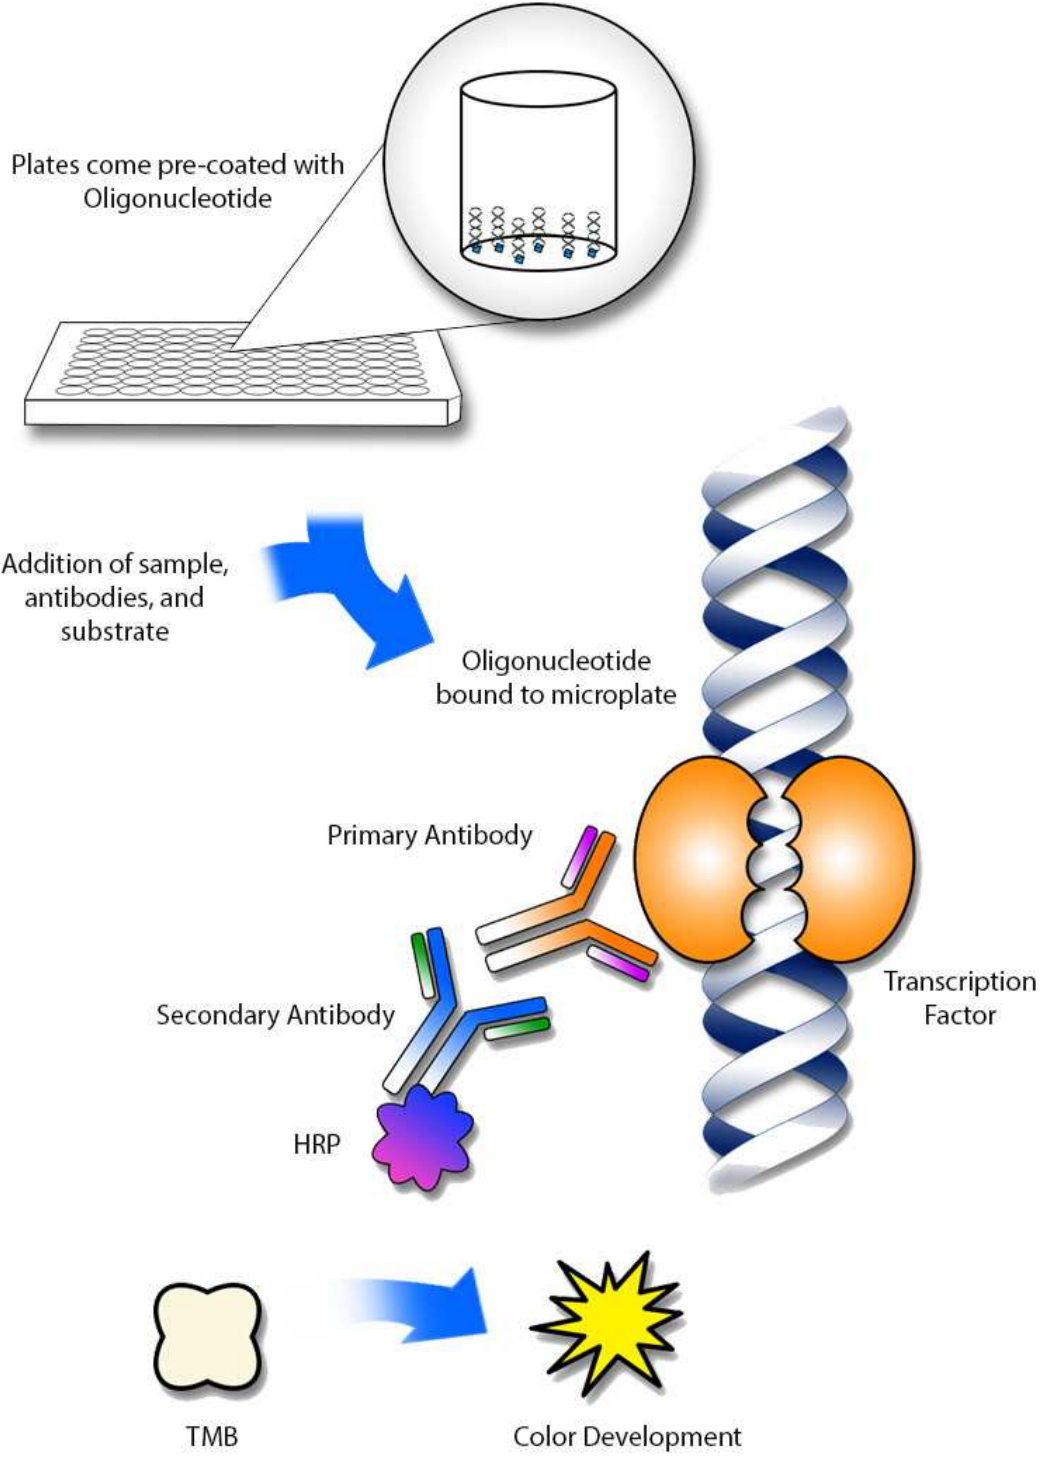 Plates come pre-coated with
Oligonucleotide
Addition of sample,
antibodies, and
substrate
Oligonucleotide
bound to microplate
Primary Antibody
Transcription
Factor
Secondary Antibody
HRP
TMB
Color Development